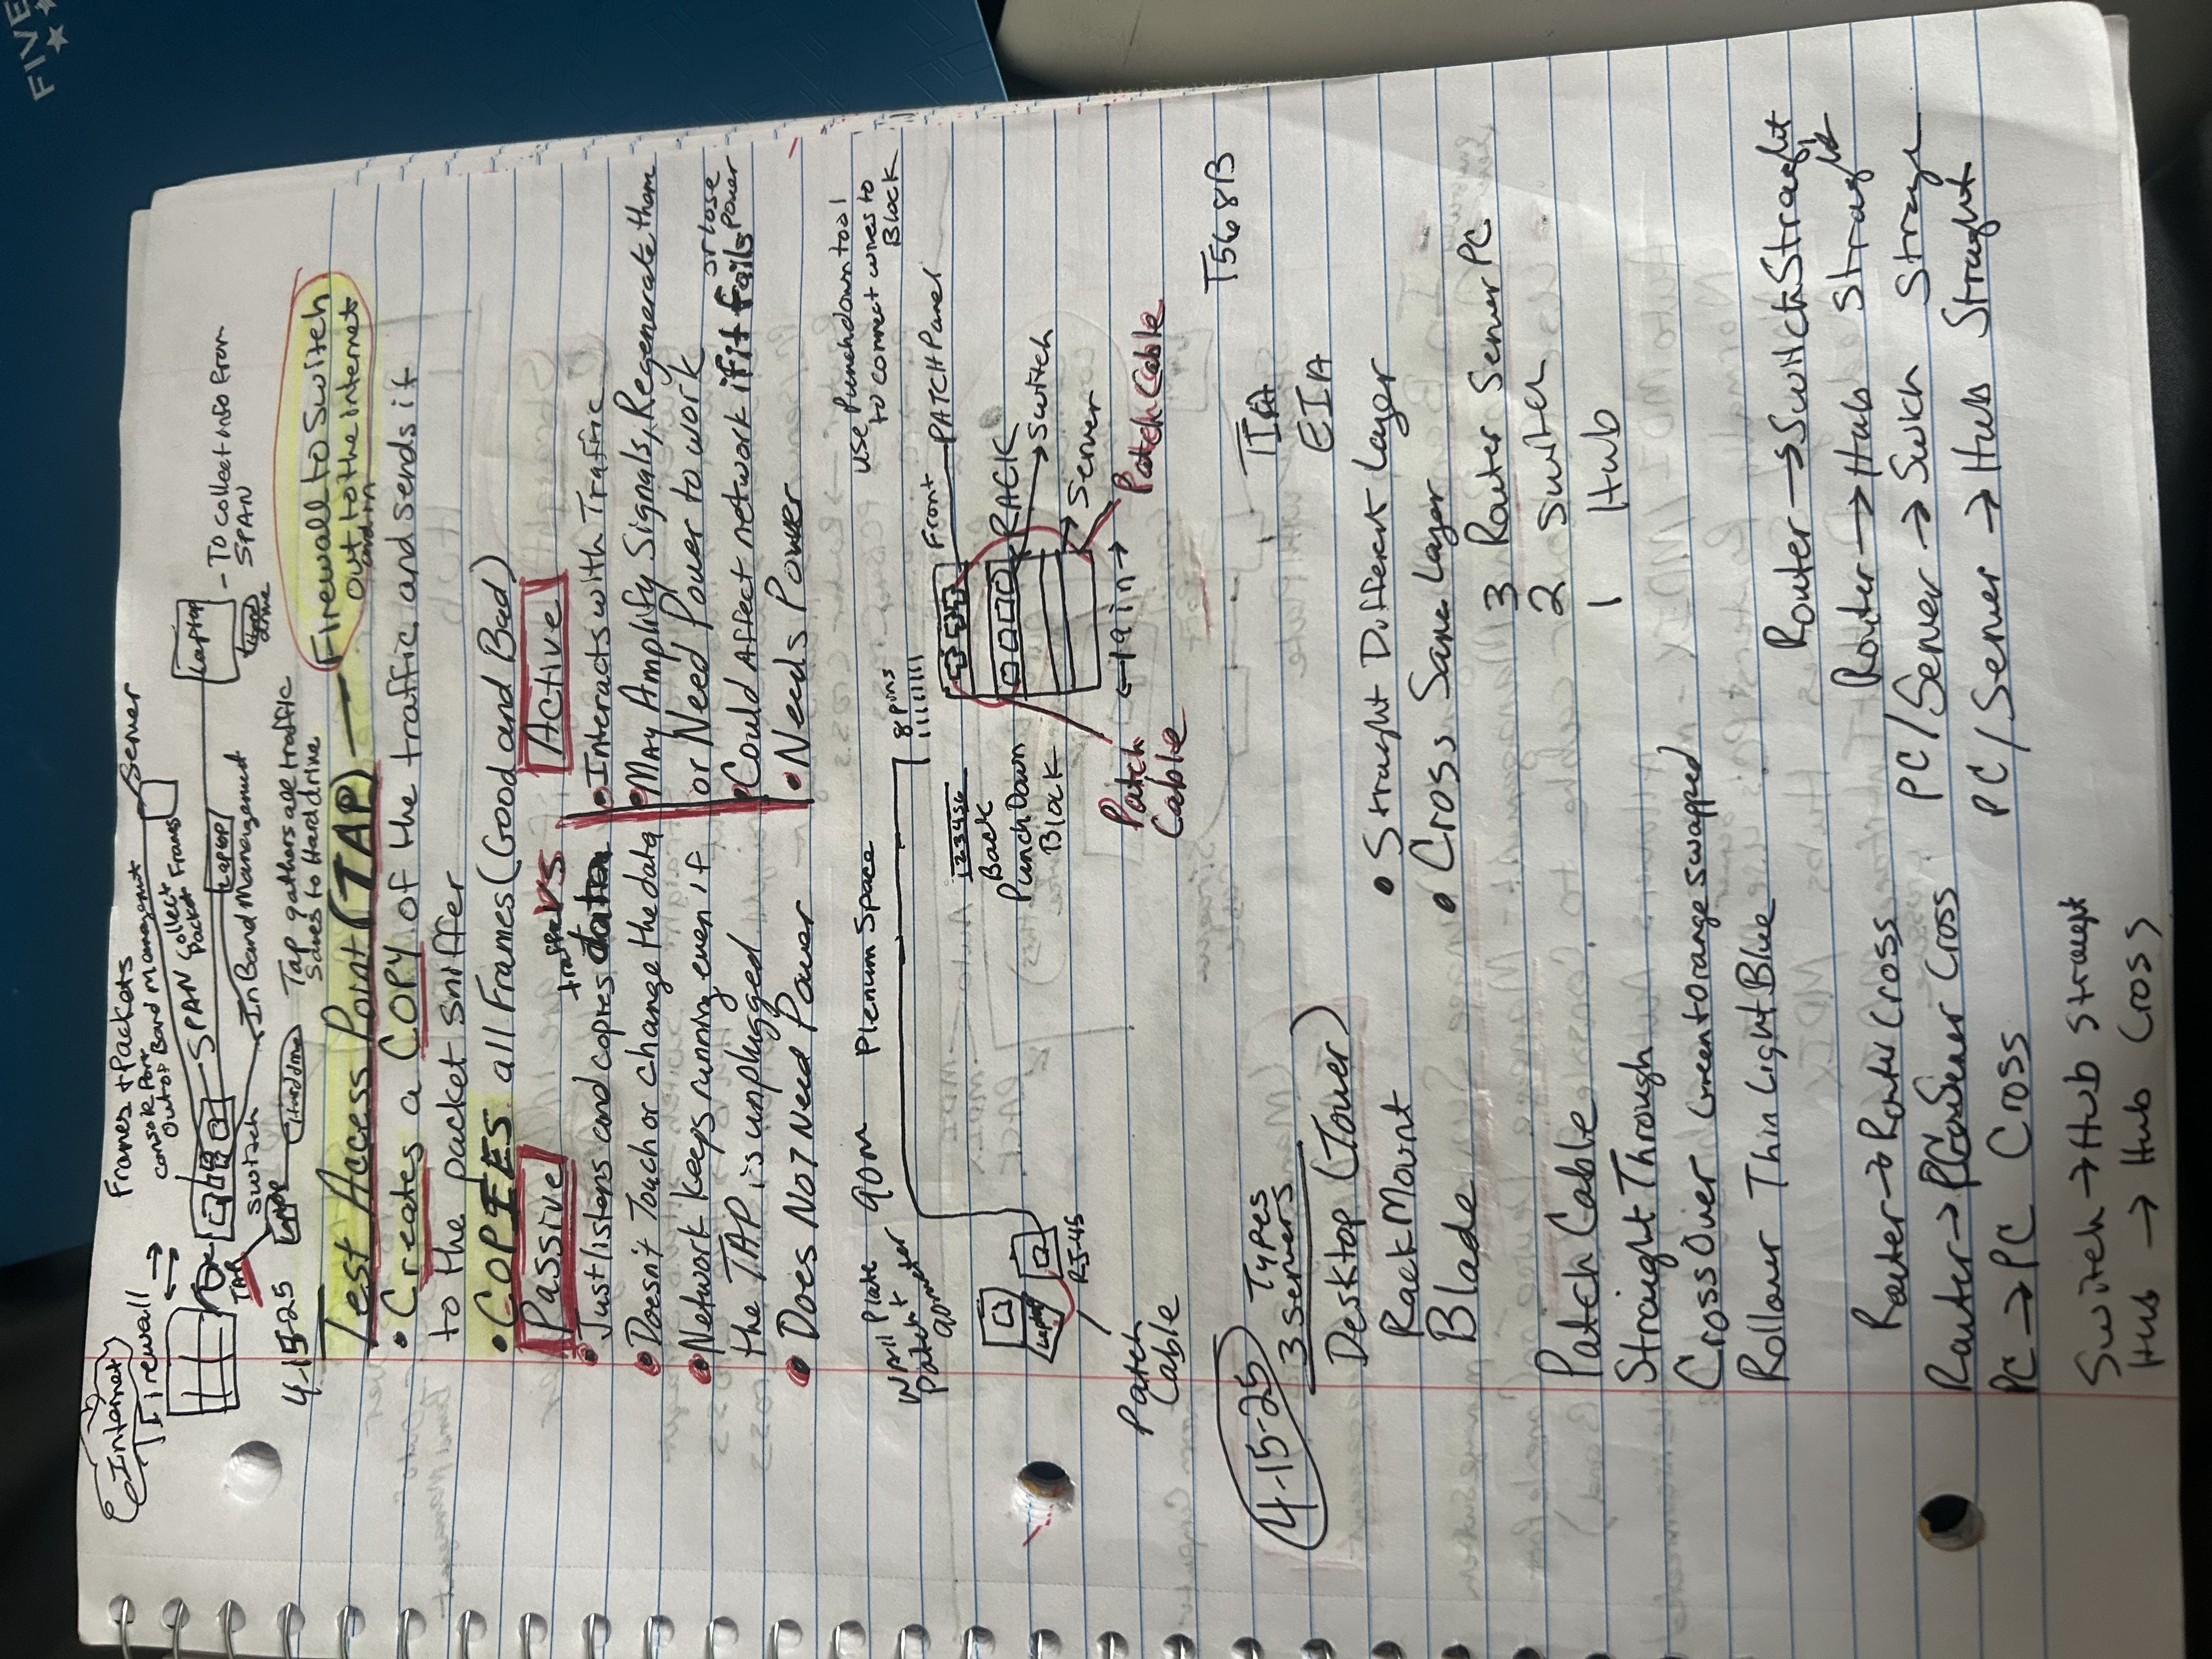 FIVE
Internet
Firewall
Frames + Packets
Console Port
Out of Band Management
Server
SPAN Collect
Packet Frames
Laptop
Laptop
- To collect info From
SPAN
Hard
drive
TAP
Switch
In Band Management
Laptop
Hard drive
4-15-25
Tap gathers all traffic
Saves to Hard drive
Test Access Point (TAP) — Firewall to Switch
out to the internet
and in
• Creates a COPY of the traffic and sends it
to the packet sniffer
• COPIES all Frames (Good and Bad)
Passive
VS
Active
traffic
• Just listens and copies data
• Doesn't Touch or change the data
• Network keeps running even if
the TAP is unplugged
• Does NOT Need Power
• Interacts with Traffic
• May Amplify Signals, Regenerate them
or Need Power to work
or lose
• Could Affect network if it fails Power
• Needs Power
Wall Plate
Patch +
90 meter
90m
Plenum Space
8 pins
use Punchdown tool
to connect wires to
Block
123456
Back
Punch Down
Block
Front
PATCH Panel
RACK
Switch
Server
Laptop
RJ-45
Patch
Cable
Patch
Cable
19 in
Patch Cable
T568B
TIA
EIA
4-15-25
Types
3 Servers
Desktop (Tower)
Rack Mount
Blade
• Straight Different Layer
• Cross Same Layer
3 Router Server PC
2 Switch
1 Hub
Patch Cable
Straight Through
CrossOver Green + Orange swapped
Rollover Thin Light Blue
Router → Switch Straght
Router → Hub Straght
PC/Server → Swich
PC/Server → Hub Straght
Router → Router Cross
Router → PC or Server Cross
PC → PC Cross
Switch → Hub
Hub → Hub Cross